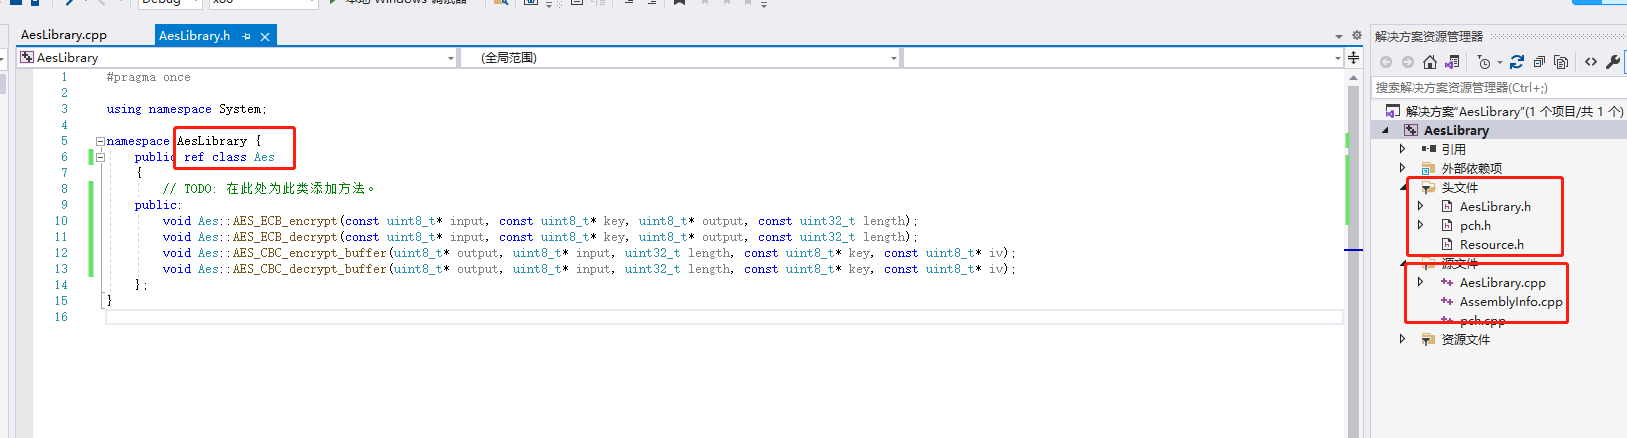 Debug x86 本地 Windows 调试器
AesLibrary.cpp AesLibrary.h
AesLibrary (全局范围)
1 #pragma once
2
3 using namespace System;
4
5 namespace AesLibrary {
6 public ref class Aes
7 {
8 // TODO: 在此处为此类添加方法。
9 public:
10 void Aes::AES_ECB_encrypt(const uint8_t* input, const uint8_t* key, uint8_t* output, const uint32_t length);
11 void Aes::AES_ECB_decrypt(const uint8_t* input, const uint8_t* key, uint8_t* output, const uint32_t length);
12 void Aes::AES_CBC_encrypt_buffer(uint8_t* output, uint8_t* input, uint32_t length, const uint8_t* key, const uint8_t* iv);
13 void Aes::AES_CBC_decrypt_buffer(uint8_t* output, uint8_t* input, uint32_t length, const uint8_t* key, const uint8_t* iv);
14 };
15 }
16
解决方案资源管理器
搜索解决方案资源管理器(Ctrl+;)
解决方案"AesLibrary"(1 个项目/共 1 个)
AesLibrary
引用
外部依赖项
头文件
AesLibrary.h
pch.h
Resource.h
源文件
AesLibrary.cpp
AssemblyInfo.cpp
pch.cpp
资源文件